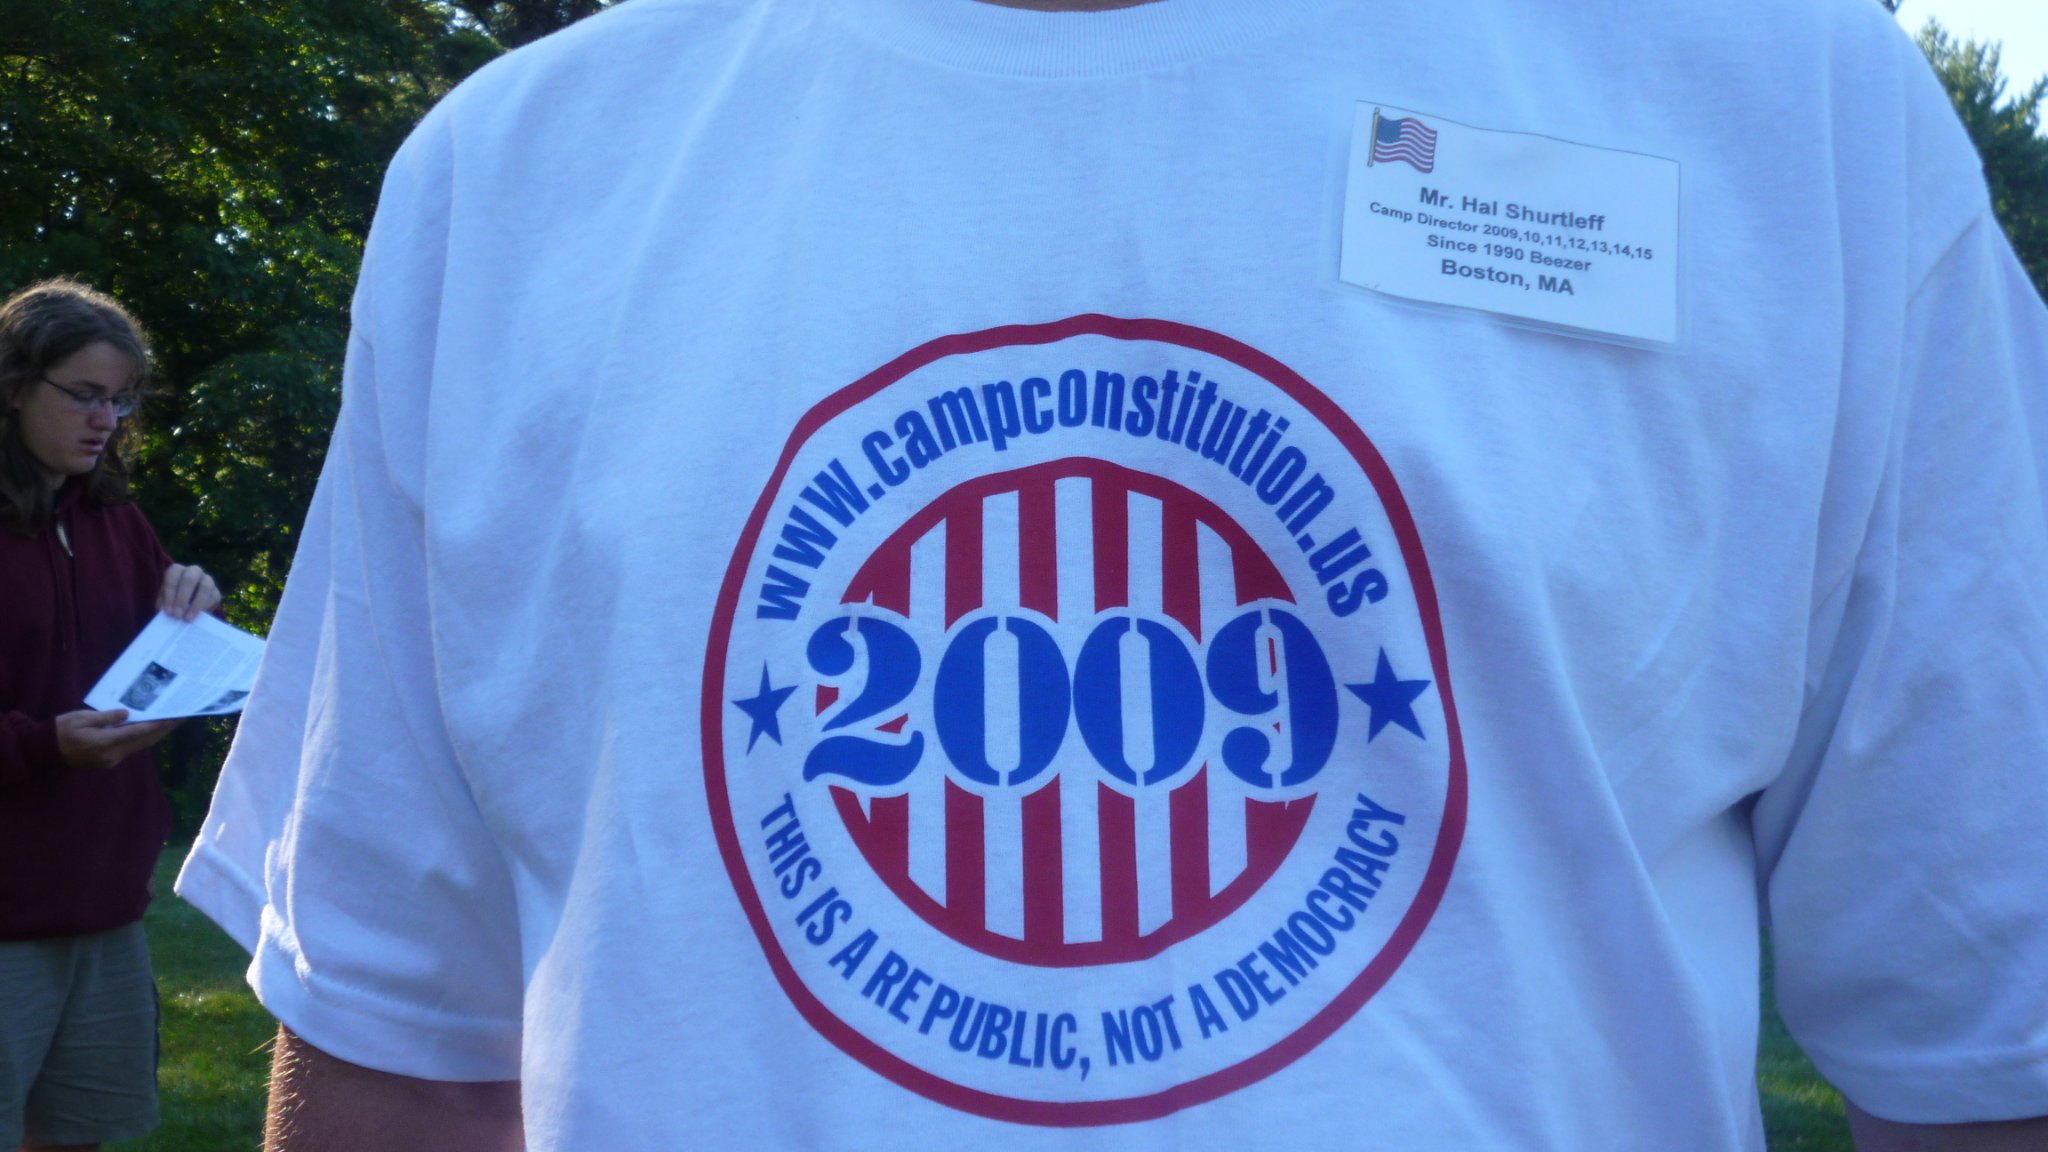 Mr. Hal Shurtleff
Camp Director 2009,10,11,12,13,14,15
Since 1990 Beezer
Boston, MA
www.campconstitution.us
2009
THIS IS A REPUBLIC, NOT A DEMOCRACY